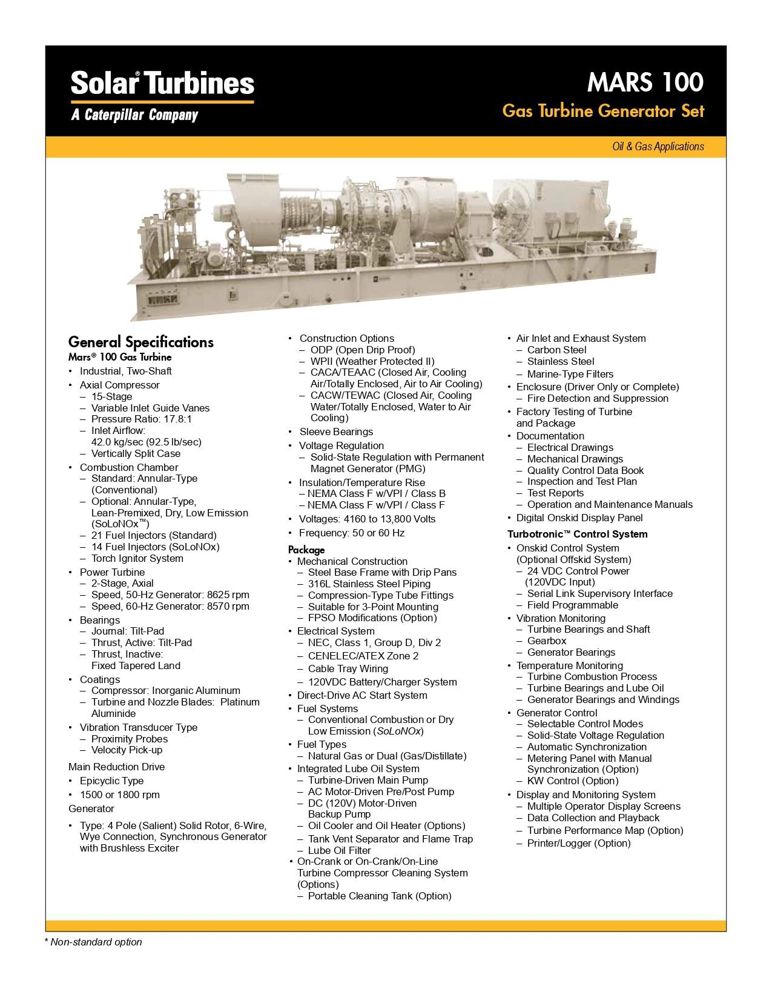 Solar® Turbines
A Caterpillar Company
MARS 100
Gas Turbine Generator Set
Oil & Gas Applications
General Specifications
Mars® 100 Gas Turbine
• Industrial, Two-Shaft
• Axial Compressor
– 15-Stage
– Variable Inlet Guide Vanes
– Pressure Ratio: 17.8:1
– Inlet Airflow:
42.0 kg/sec (92.5 lb/sec)
– Vertically Split Case
• Combustion Chamber
– Standard: Annular-Type
(Conventional)
– Optional: Annular-Type,
Lean-Premixed, Dry, Low Emission
(SoLoNOx™)
– 21 Fuel Injectors (Standard)
– 14 Fuel Injectors (SoLoNOx)
– Torch Ignitor System
• Power Turbine
– 2-Stage, Axial
– Speed, 50-Hz Generator: 8625 rpm
– Speed, 60-Hz Generator: 8570 rpm
• Bearings
– Journal: Tilt-Pad
– Thrust, Active: Tilt-Pad
– Thrust, Inactive:
Fixed Tapered Land
• Coatings
– Compressor: Inorganic Aluminum
– Turbine and Nozzle Blades: Platinum
Aluminide
• Vibration Transducer Type
– Proximity Probes
– Velocity Pick-up
Main Reduction Drive
• Epicyclic Type
• 1500 or 1800 rpm
Generator
• Type: 4 Pole (Salient) Solid Rotor, 6-Wire,
Wye Connection, Synchronous Generator
with Brushless Exciter
• Construction Options
– ODP (Open Drip Proof)
– WPII (Weather Protected II)
– CACA/TEAAC (Closed Air, Cooling
Air/Totally Enclosed, Air to Air Cooling)
– CACW/TEWAC (Closed Air, Cooling
Water/Totally Enclosed, Water to Air
Cooling)
• Sleeve Bearings
• Voltage Regulation
– Solid-State Regulation with Permanent
Magnet Generator (PMG)
• Insulation/Temperature Rise
– NEMA Class F w/VPI / Class B
– NEMA Class F w/VPI / Class F
• Voltages: 4160 to 13,800 Volts
• Frequency: 50 or 60 Hz
Package
• Mechanical Construction
– Steel Base Frame with Drip Pans
– 316L Stainless Steel Piping
– Compression-Type Tube Fittings
– Suitable for 3-Point Mounting
– FPSO Modifications (Option)
• Electrical System
– NEC, Class 1, Group D, Div 2
– CENELEC/ATEX Zone 2
– Cable Tray Wiring
– 120VDC Battery/Charger System
• Direct-Drive AC Start System
• Fuel Systems
– Conventional Combustion or Dry
Low Emission (SoLoNOx)
• Fuel Types
– Natural Gas or Dual (Gas/Distillate)
• Integrated Lube Oil System
– Turbine-Driven Main Pump
– AC Motor-Driven Pre/Post Pump
– DC (120V) Motor-Driven
Backup Pump
– Oil Cooler and Oil Heater (Options)
– Tank Vent Separator and Flame Trap
– Lube Oil Filter
• On-Crank or On-Crank/On-Line
Turbine Compressor Cleaning System
(Options)
– Portable Cleaning Tank (Option)
• Air Inlet and Exhaust System
– Carbon Steel
– Stainless Steel
– Marine-Type Filters
• Enclosure (Driver Only or Complete)
– Fire Detection and Suppression
• Factory Testing of Turbine
and Package
• Documentation
– Electrical Drawings
– Mechanical Drawings
– Quality Control Data Book
– Inspection and Test Plan
– Test Reports
– Operation and Maintenance Manuals
• Digital Onskid Display Panel
Turbotronic™ Control System
• Onskid Control System
(Optional Offskid System)
– 24 VDC Control Power
(120VDC Input)
– Serial Link Supervisory Interface
– Field Programmable
• Vibration Monitoring
– Turbine Bearings and Shaft
– Gearbox
– Generator Bearings
• Temperature Monitoring
– Turbine Combustion Process
– Turbine Bearings and Lube Oil
– Generator Bearings and Windings
• Generator Control
– Selectable Control Modes
– Solid-State Voltage Regulation
– Automatic Synchronization
– Metering Panel with Manual
Synchronization (Option)
– KW Control (Option)
• Display and Monitoring System
– Multiple Operator Display Screens
– Data Collection and Playback
– Turbine Performance Map (Option)
– Printer/Logger (Option)
* Non-standard option